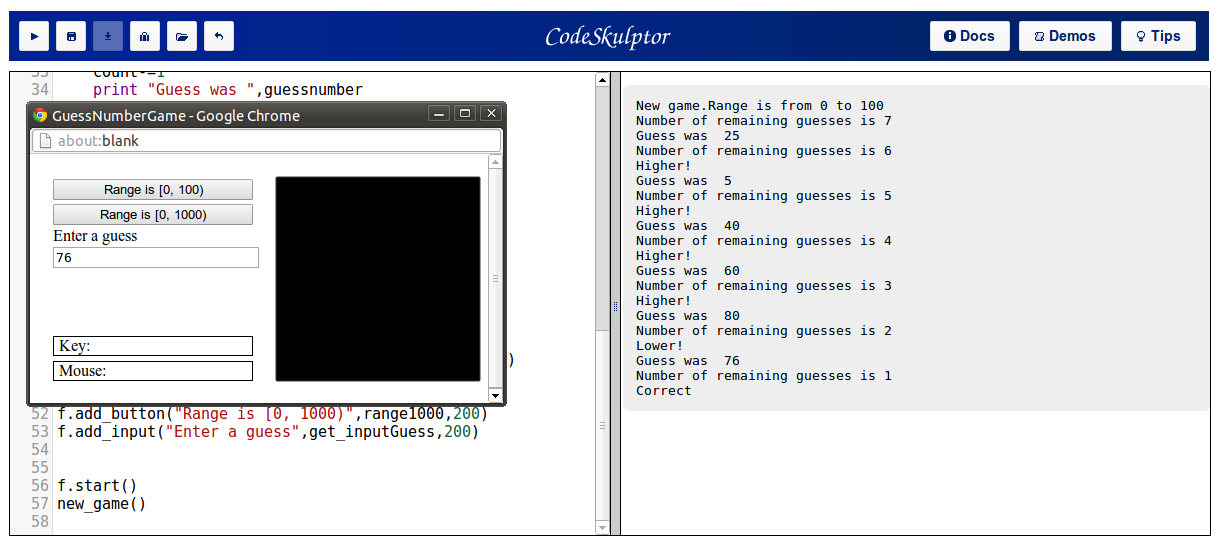 CodeSkulptor
Docs
Demos
Tips
33 count-=1
34 print "Guess was ",guessnumber
GuessNumberGame - Google Chrome
about:blank
Range is [0, 100)
Range is [0, 1000)
Enter a guess
76
Key:
Mouse:
)
52 f.add_button("Range is [0, 1000)",range1000,200)
53 f.add_input("Enter a guess",get_inputGuess,200)
54
55
56 f.start()
57 new_game()
58
New game.Range is from 0 to 100
Number of remaining guesses is 7
Guess was  25
Number of remaining guesses is 6
Higher!
Guess was  5
Number of remaining guesses is 5
Higher!
Guess was  40
Number of remaining guesses is 4
Higher!
Guess was  60
Number of remaining guesses is 3
Higher!
Guess was  80
Number of remaining guesses is 2
Lower!
Guess was  76
Number of remaining guesses is 1
Correct